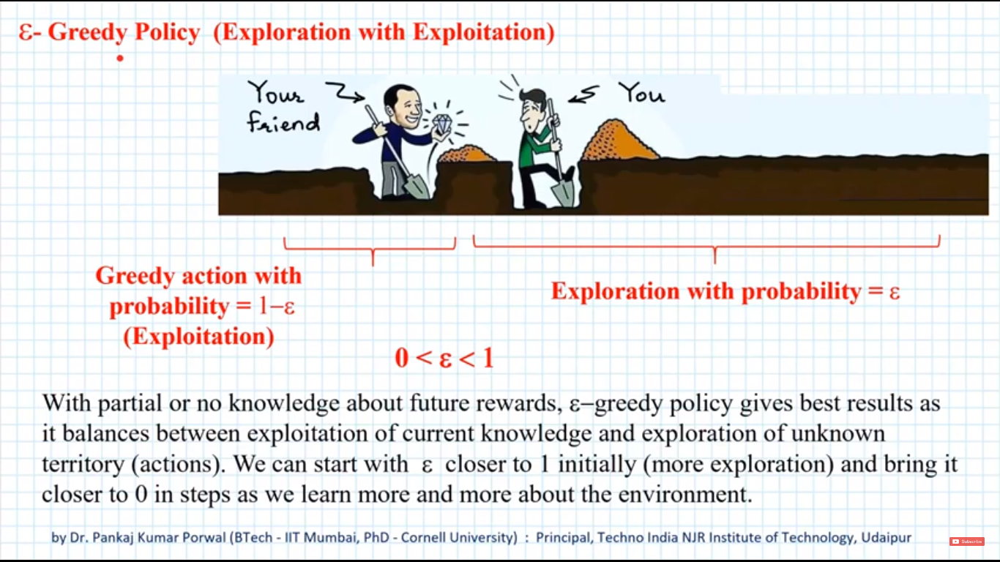 ε- Greedy Policy (Exploration with Exploitation)
Your
friend
You
Greedy action with
probability = 1−ε
(Exploitation)
Exploration with probability = ε
0 < ε < 1
With partial or no knowledge about future rewards, ε−greedy policy gives best results as
it balances between exploitation of current knowledge and exploration of unknown
territory (actions). We can start with ε closer to 1 initially (more exploration) and bring it
closer to 0 in steps as we learn more and more about the environment.
by Dr. Pankaj Kumar Porwal (BTech - IIT Mumbai, PhD - Cornell University) : Principal, Techno India NJR Institute of Technology, Udaipur
Subscribe